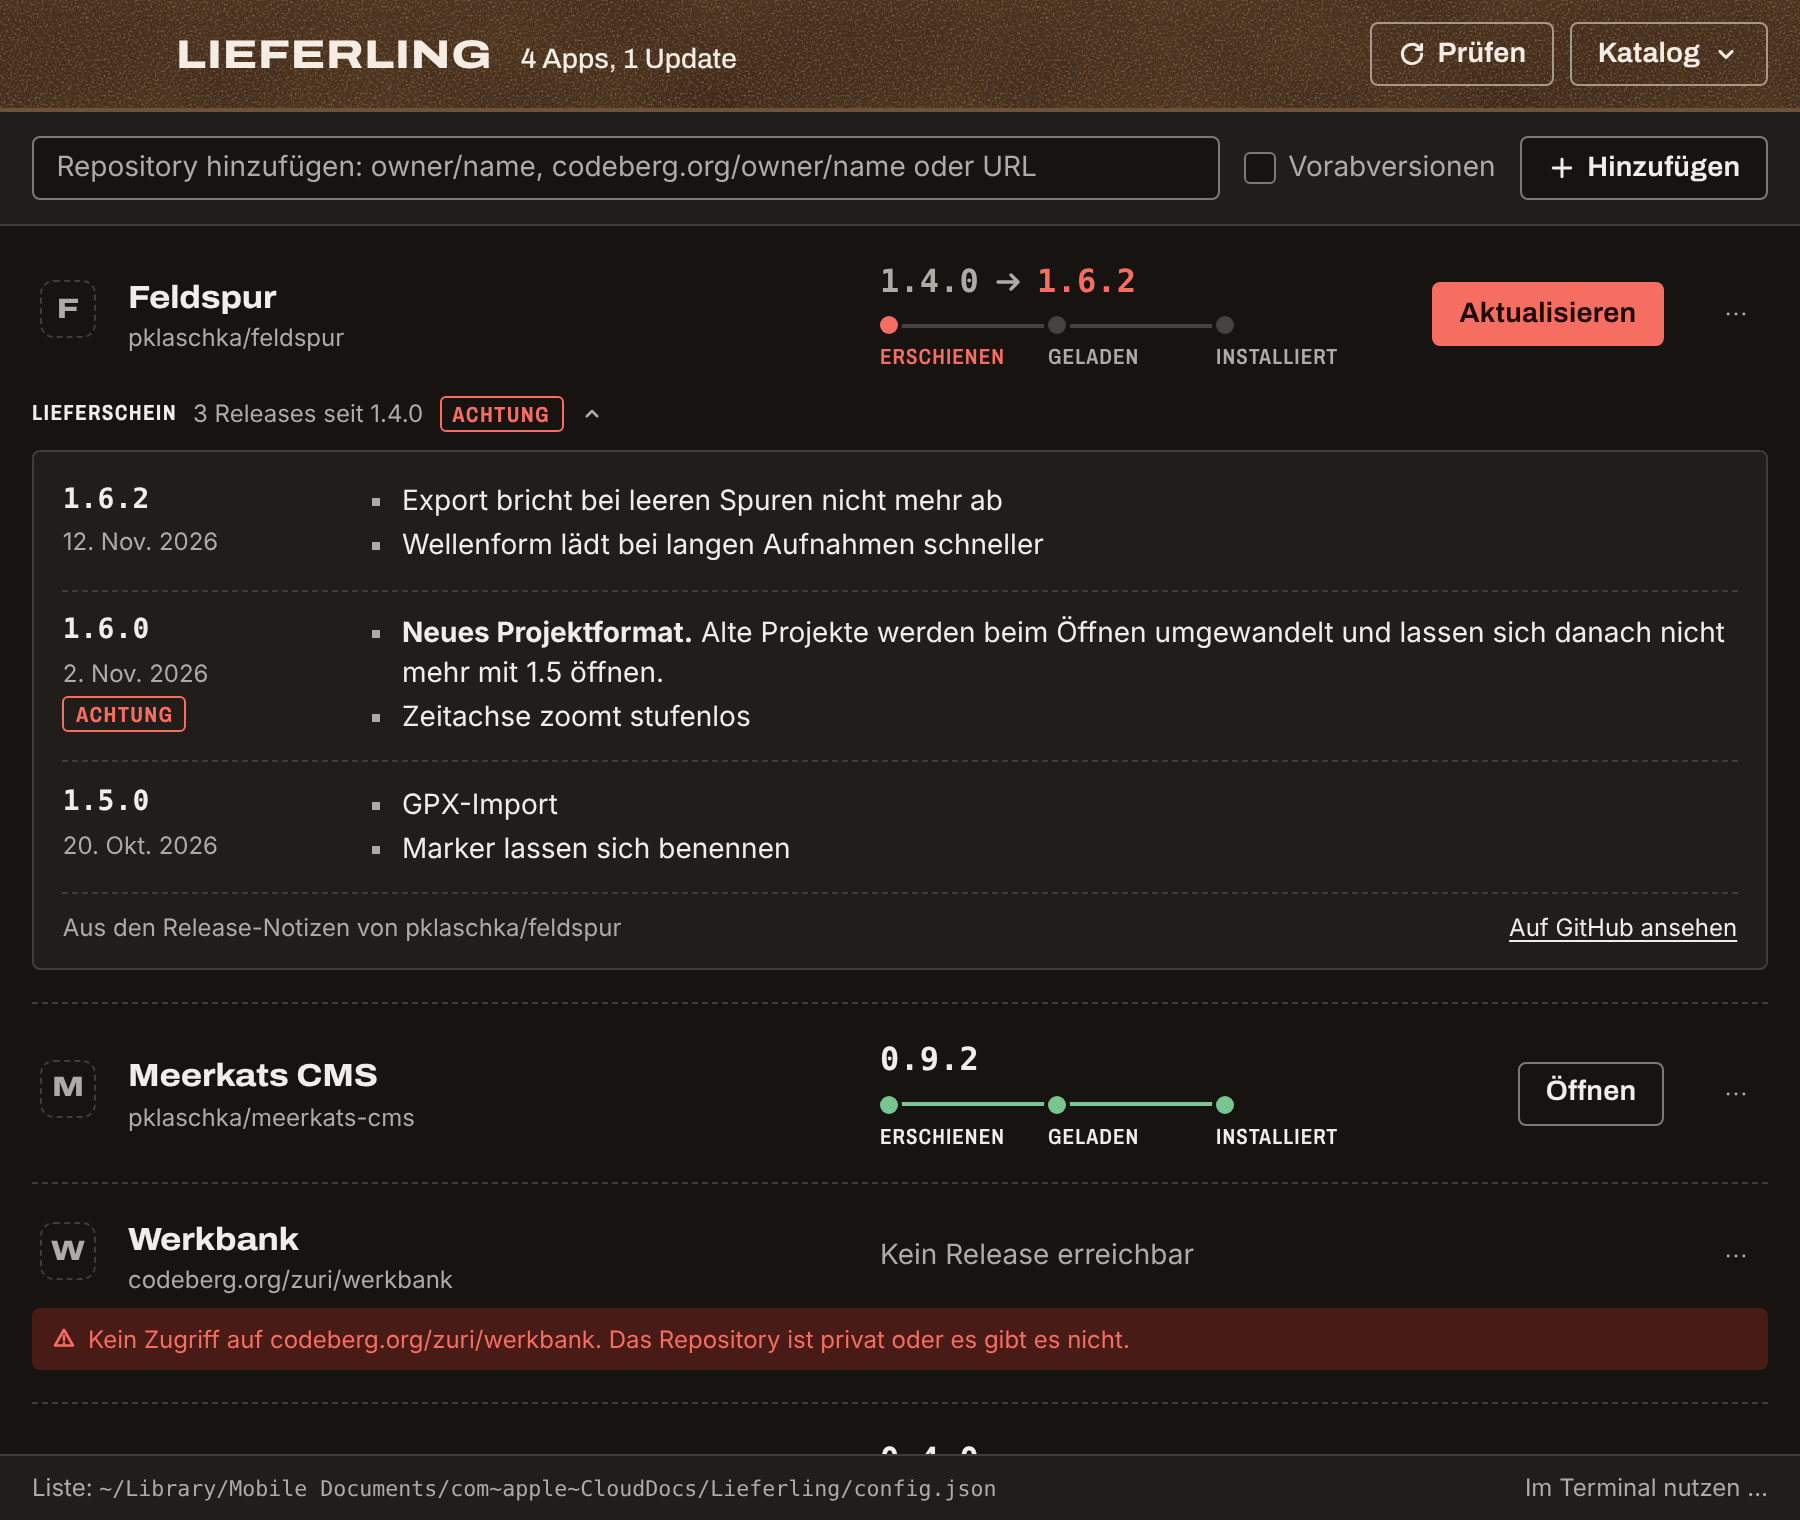 LIEFERLING 4 Apps, 1 Update
Prüfen
Katalog
Repository hinzufügen: owner/name, codeberg.org/owner/name oder URL
Vorabversionen
+ Hinzufügen
F
Feldspur
pklaschka/feldspur
1.4.0 → 1.6.2
ERSCHIENEN GELADEN INSTALLIERT
Aktualisieren
...
LIEFERSCHEIN 3 Releases seit 1.4.0 ACHTUNG
1.6.2
12. Nov. 2026
▪ Export bricht bei leeren Spuren nicht mehr ab
▪ Wellenform lädt bei langen Aufnahmen schneller
1.6.0
2. Nov. 2026
ACHTUNG
▪ Neues Projektformat. Alte Projekte werden beim Öffnen umgewandelt und lassen sich danach nicht
mehr mit 1.5 öffnen.
▪ Zeitachse zoomt stufenlos
1.5.0
20. Okt. 2026
▪ GPX-Import
▪ Marker lassen sich benennen
Aus den Release-Notizen von pklaschka/feldspur
Auf GitHub ansehen
M
Meerkats CMS
pklaschka/meerkats-cms
0.9.2
ERSCHIENEN GELADEN INSTALLIERT
Öffnen
...
W
Werkbank
codeberg.org/zuri/werkbank
Kein Release erreichbar
...
Kein Zugriff auf codeberg.org/zuri/werkbank. Das Repository ist privat oder es gibt es nicht.
Liste: ~/Library/Mobile Documents/com~apple~CloudDocs/Lieferling/config.json
Im Terminal nutzen ...